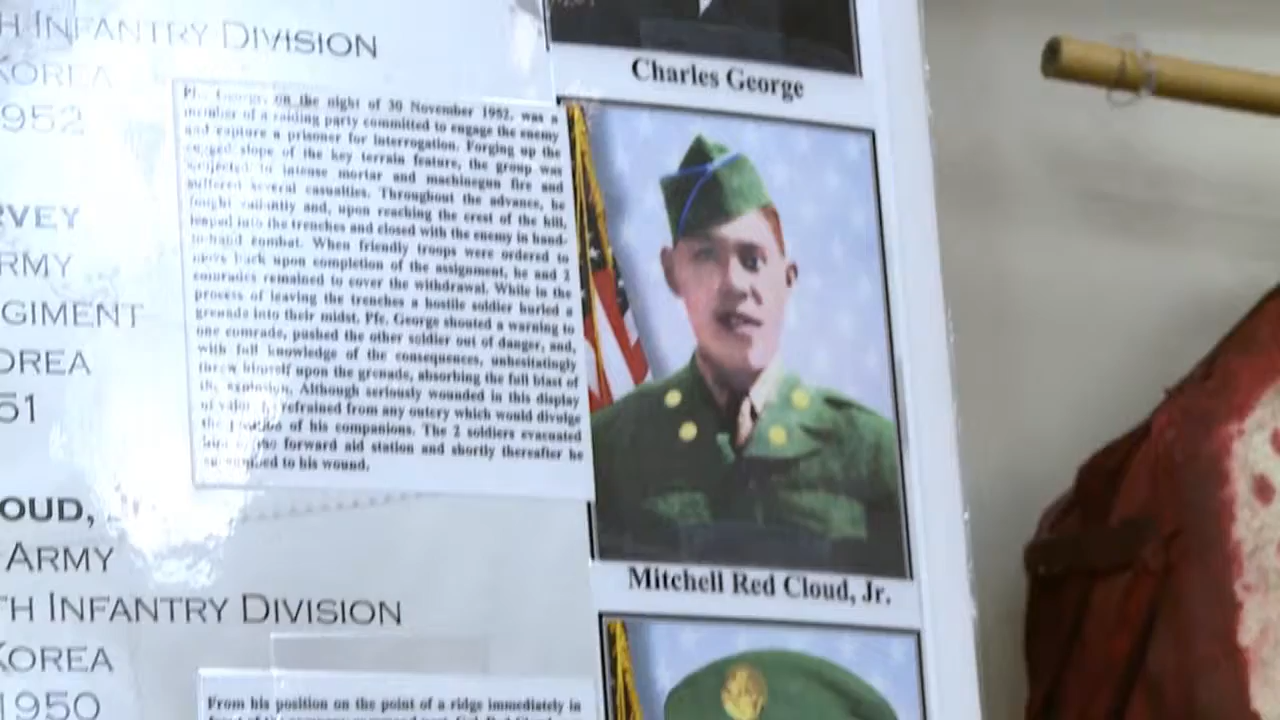 H INFANTRY DIVISION
KOREA
1952
RVEY
RMY
GIMENT
OREA
51
OUD,
ARMY
TH INFANTRY DIVISION
KOREA
1950
Pfc. George, on the night of 30 November 1952, was a
member of a raiding party committed to engage the enemy
and capture a prisoner for interrogation. Forging up the
rugged slope of the key terrain feature, the group was
subjected to intense mortar and machinegun fire and
suffered several casualties. Throughout the advance, he
fought valiantly and, upon reaching the crest of the hill,
leaped into the trenches and closed with the enemy in hand-
to-hand combat. When friendly troops were ordered to
move back upon completion of the assignment, he and 2
comrades remained to cover the withdrawal. While in the
process of leaving the trenches a hostile soldier hurled a
grenade into their midst. Pfc. George shouted a warning to
one comrade, pushed the other soldier out of danger, and,
with full knowledge of the consequences, unhesitatingly
threw himself upon the grenade, absorbing the full blast of
the explosion. Although seriously wounded in this display
of valor, he refrained from any outcry which would divulge
the position of his companions. The 2 soldiers evacuated
him to the forward aid station and shortly thereafter he
succumbed to his wound.
From his position on the point of a ridge immediately in
Charles George
Mitchell Red Cloud, Jr.